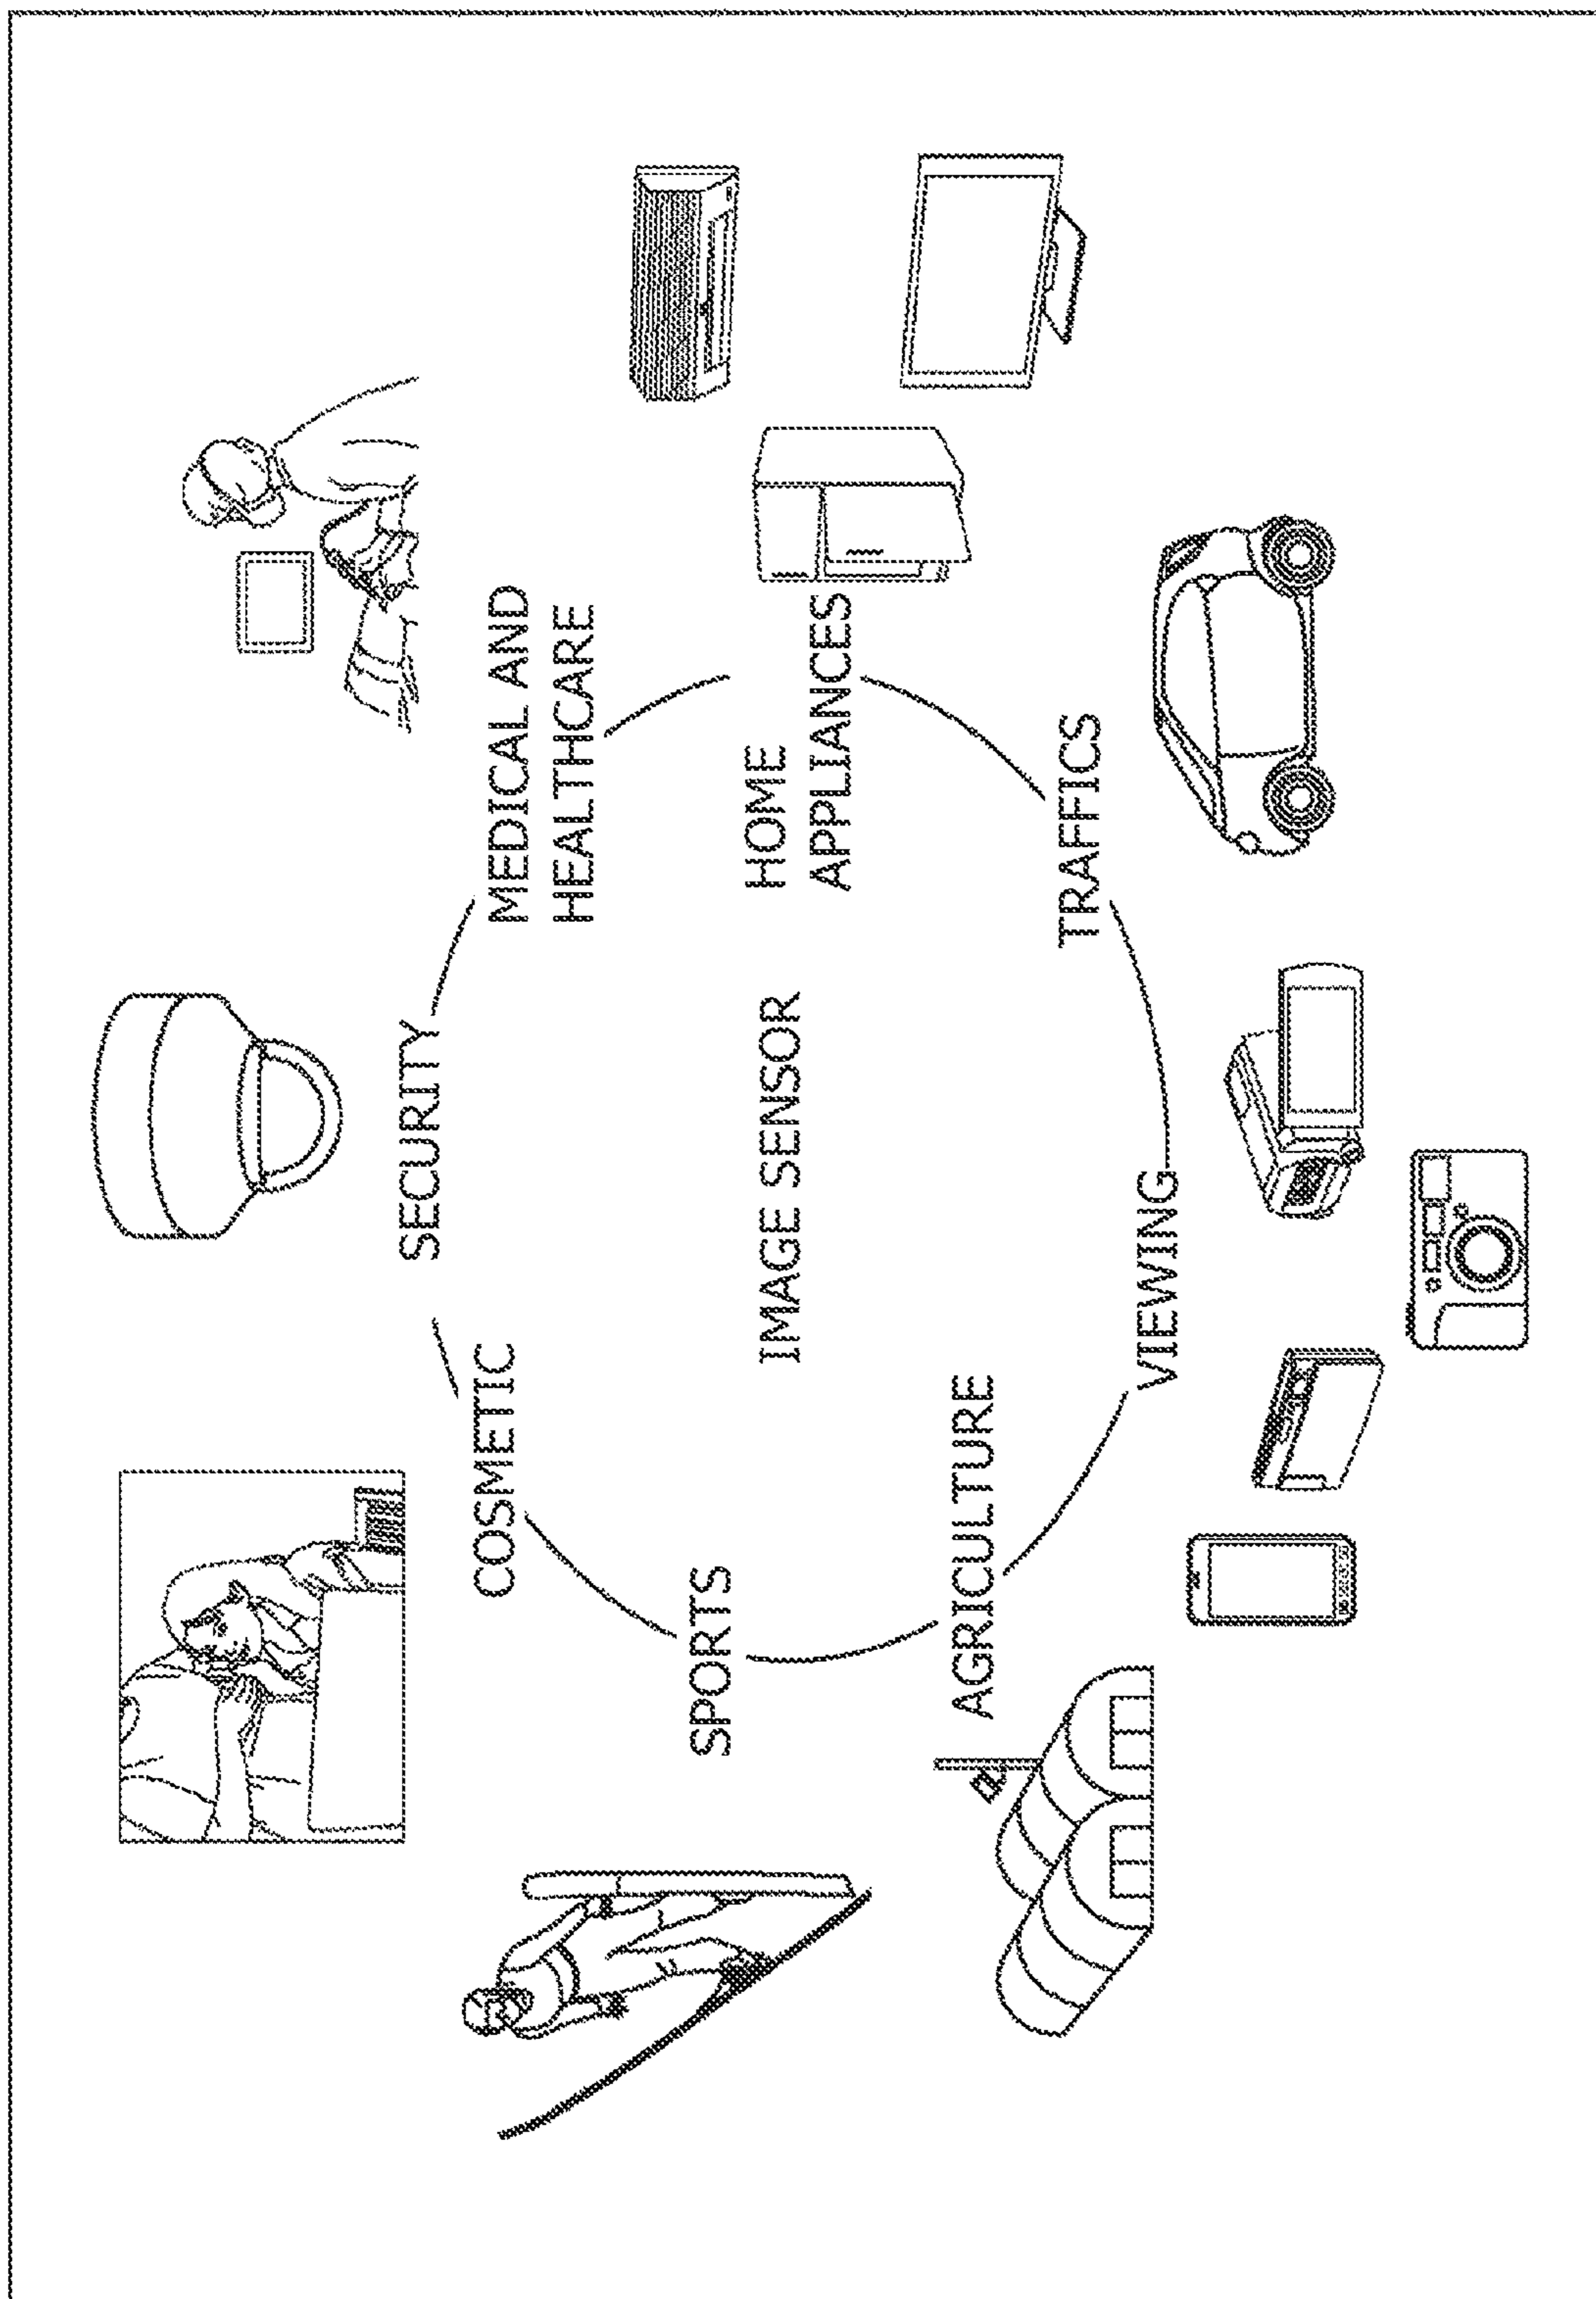 SECURITY
COSMETIC
MEDICAL AND
HEALTHCARE
SPORTS
HOME
APPLIANCES
IMAGE SENSOR
AGRICULTURE
TRAFFICS
VIEWING